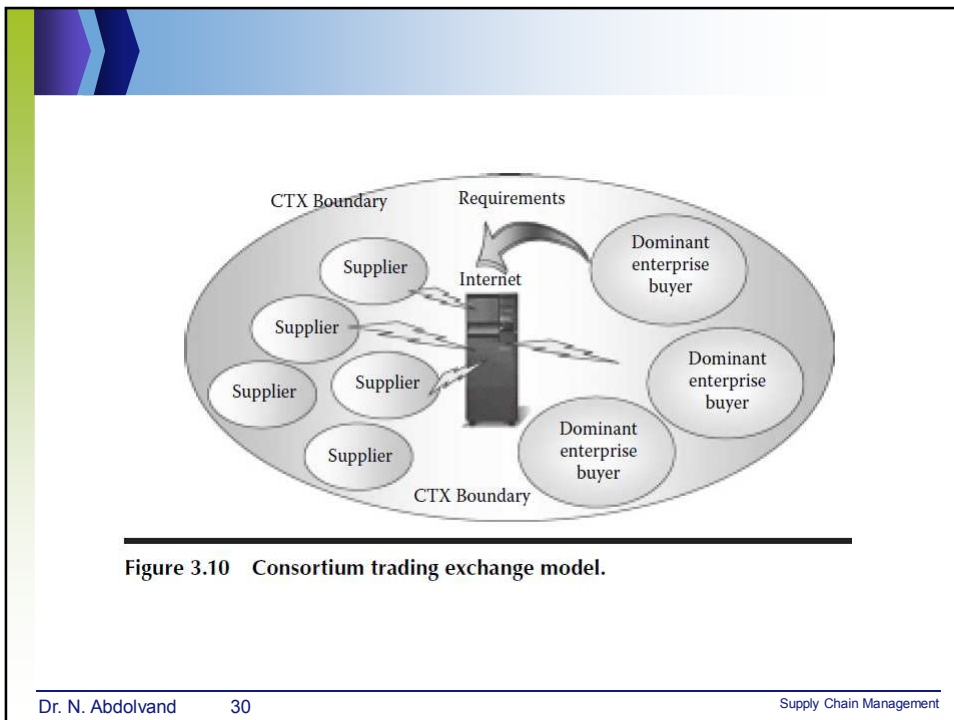 CTX Boundary
Requirements
Dominant
enterprise
buyer
Supplier
Internet
Supplier
Dominant
enterprise
buyer
Supplier
Supplier
Dominant
enterprise
buyer
Supplier
CTX Boundary
Figure 3.10 Consortium trading exchange model.
Dr. N. Abdolvand 30 Supply Chain Management